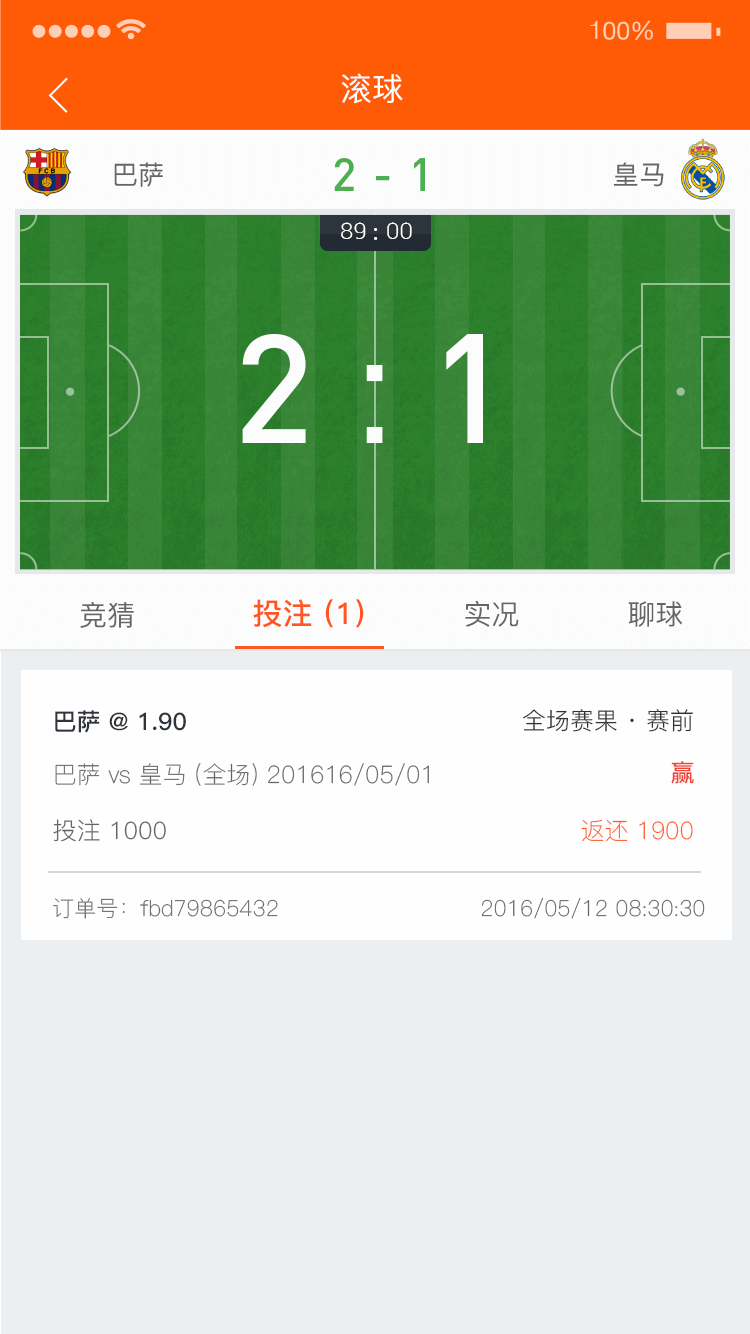 100%
滚球
FCB
巴萨 2 - 1 皇马
89 : 00
2 : 1
竞猜 投注 (1) 实况 聊球
巴萨 @ 1.90 全场赛果 · 赛前
巴萨 vs 皇马 (全场) 201616/05/01 赢
投注 1000 返还 1900
订单号: fbd79865432 2016/05/12 08:30:30